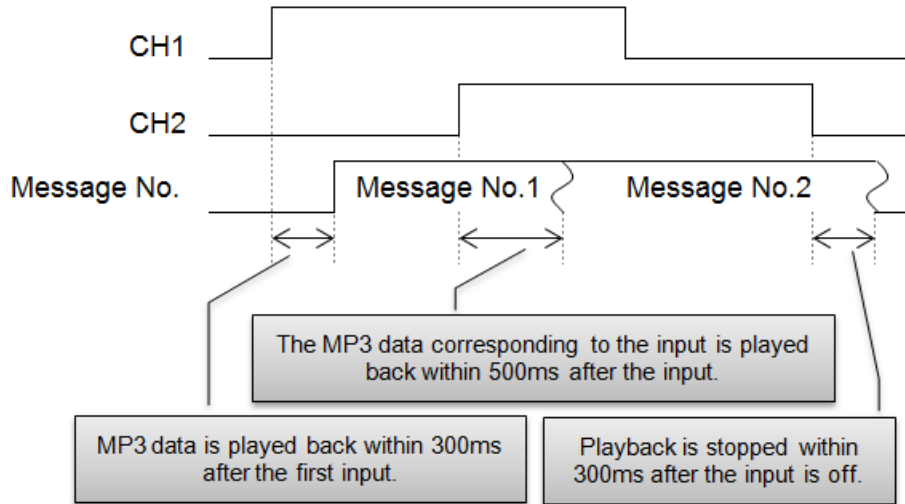 CH1
CH2
Message No.
Message No.1
Message No.2
The MP3 data corresponding to the input is played
back within 500ms after the input.
MP3 data is played back within 300ms
after the first input.
Playback is stopped within
300ms after the input is off.